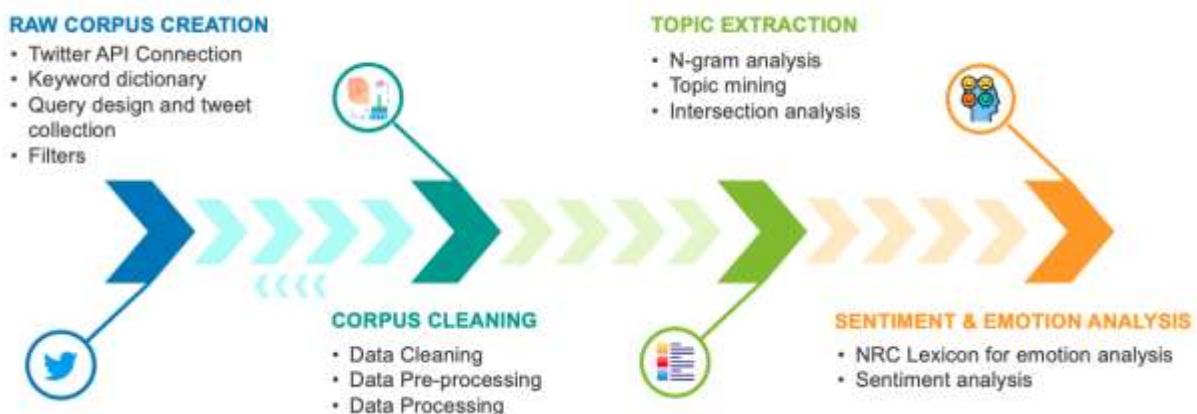 RAW CORPUS CREATION
• Twitter API Connection
• Keyword dictionary
• Query design and tweet
collection
• Filters
CORPUS CLEANING
• Data Cleaning
• Data Pre-processing
• Data Processing
TOPIC EXTRACTION
• N-gram analysis
• Topic mining
• Intersection analysis
SENTIMENT & EMOTION ANALYSIS
• NRC Lexicon for emotion analysis
• Sentiment analysis